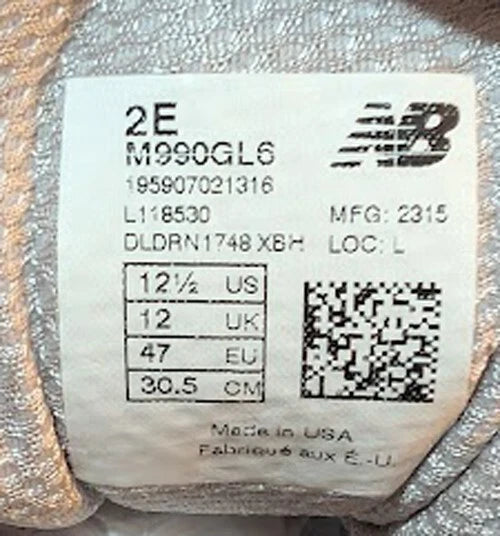 2E
NB
M990GL6
195907021316
L118530 MFG: 2315
DLDRN1748 XBH LOC: L
12½ US
12 UK
47 EU
30.5 CM
Made in USA
Fabriqué aux É.-U.